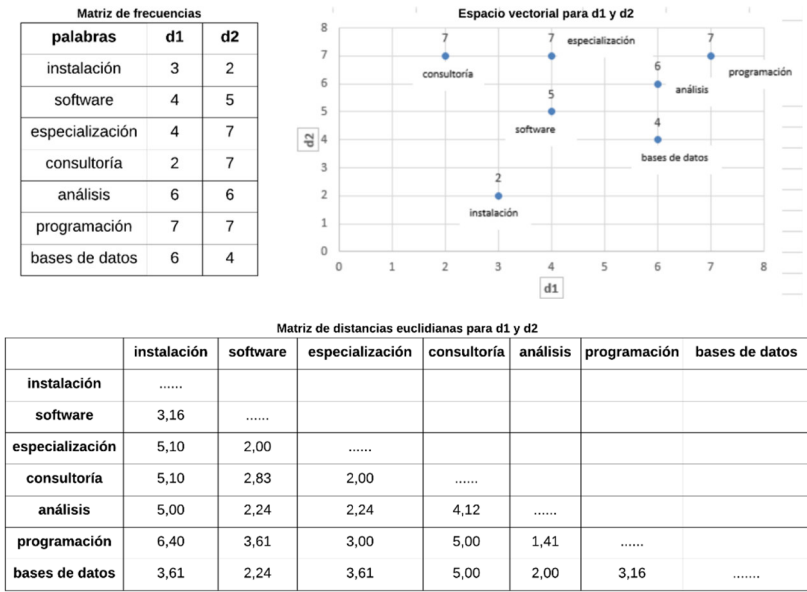 Matriz de frecuencias
palabras d1 d2
instalación 3 2
software 4 5
especialización 4 7
consultoría 2 7
análisis 6 6
programación 7 7
bases de datos 6 4
Espacio vectorial para d1 y d2
8
7 7 7 7
especialización
consultoría
programación
6 6
análisis
5 5
software
d2 4 4
bases de datos
3
2 2
instalación
1
0
0 1 2 3 4 5 6 7 8
d1
Matriz de distancias euclidianas para d1 y d2
instalación software especialización consultoría análisis programación bases de datos
instalación ......
software 3,16 ......
especialización 5,10 2,00 ......
consultoría 5,10 2,83 2,00 ......
análisis 5,00 2,24 2,24 4,12 ......
programación 6,40 3,61 3,00 5,00 1,41 ......
bases de datos 3,61 2,24 3,61 5,00 2,00 3,16 .......